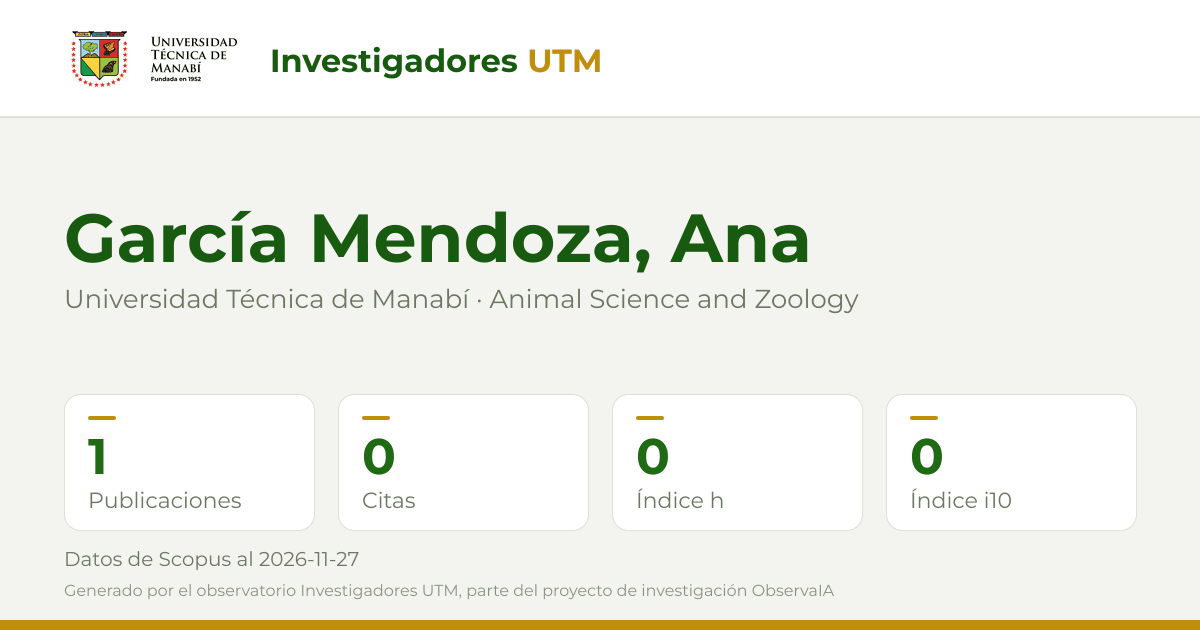 UNIVERSIDAD
TÉCNICA DE
MANABÍ
Fundada en 1952
Investigadores UTM
García Mendoza, Ana
Universidad Técnica de Manabí · Animal Science and Zoology
1
Publicaciones
0
Citas
0
Índice h
0
Índice i10
Datos de Scopus al 2026-11-27
Generado por el observatorio Investigadores UTM, parte del proyecto de investigación ObservaIA